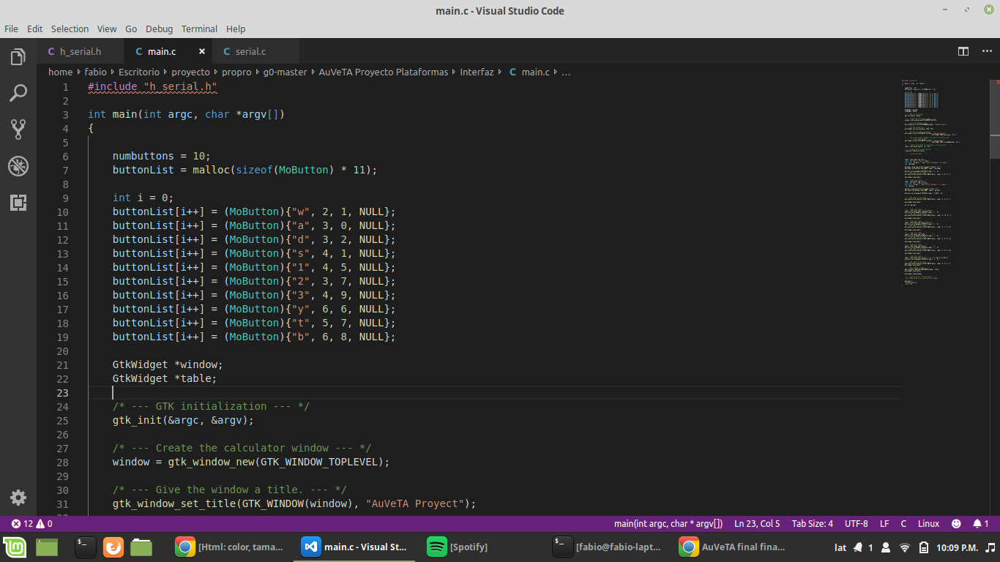 main.c - Visual Studio Code
File Edit Selection View Go Debug Terminal Help
C h_serial.h C main.c × C serial.c
home fabio Escritorio proyecto propro g0-master AuVeTA Proyecto Plataformas Interfaz C main.c …
1 #include "h_serial.h"
2
3 int main(int argc, char *argv[])
4 {
5
6 numbuttons = 10;
7 buttonList = malloc(sizeof(MoButton) * 11);
8
9 int i = 0;
10 buttonList[i++] = (MoButton){"w", 2, 1, NULL};
11 buttonList[i++] = (MoButton){"a", 3, 0, NULL};
12 buttonList[i++] = (MoButton){"d", 3, 2, NULL};
13 buttonList[i++] = (MoButton){"s", 4, 1, NULL};
14 buttonList[i++] = (MoButton){"1", 4, 5, NULL};
15 buttonList[i++] = (MoButton){"2", 3, 7, NULL};
16 buttonList[i++] = (MoButton){"3", 4, 9, NULL};
17 buttonList[i++] = (MoButton){"y", 6, 6, NULL};
18 buttonList[i++] = (MoButton){"t", 5, 7, NULL};
19 buttonList[i++] = (MoButton){"b", 6, 8, NULL};
20
21 GtkWidget *window;
22 GtkWidget *table;
23
24 /* --- GTK initialization --- */
25 gtk_init(&argc, &argv);
26
27 /* --- Create the calculator window --- */
28 window = gtk_window_new(GTK_WINDOW_TOPLEVEL);
29
30 /* --- Give the window a title. --- */
31 gtk_window_set_title(GTK_WINDOW(window), "AuVeTA Proyect");
12 0 main(int argc, char * argv[]) Ln 23, Col 5 Tab Size: 4 UTF-8 LF C Linux 1
[Html: color, tama... main.c - Visual St... [Spotify] [fabio@fabio-lapt... AuVeTA final fina... lat 1 10:09 P.M.